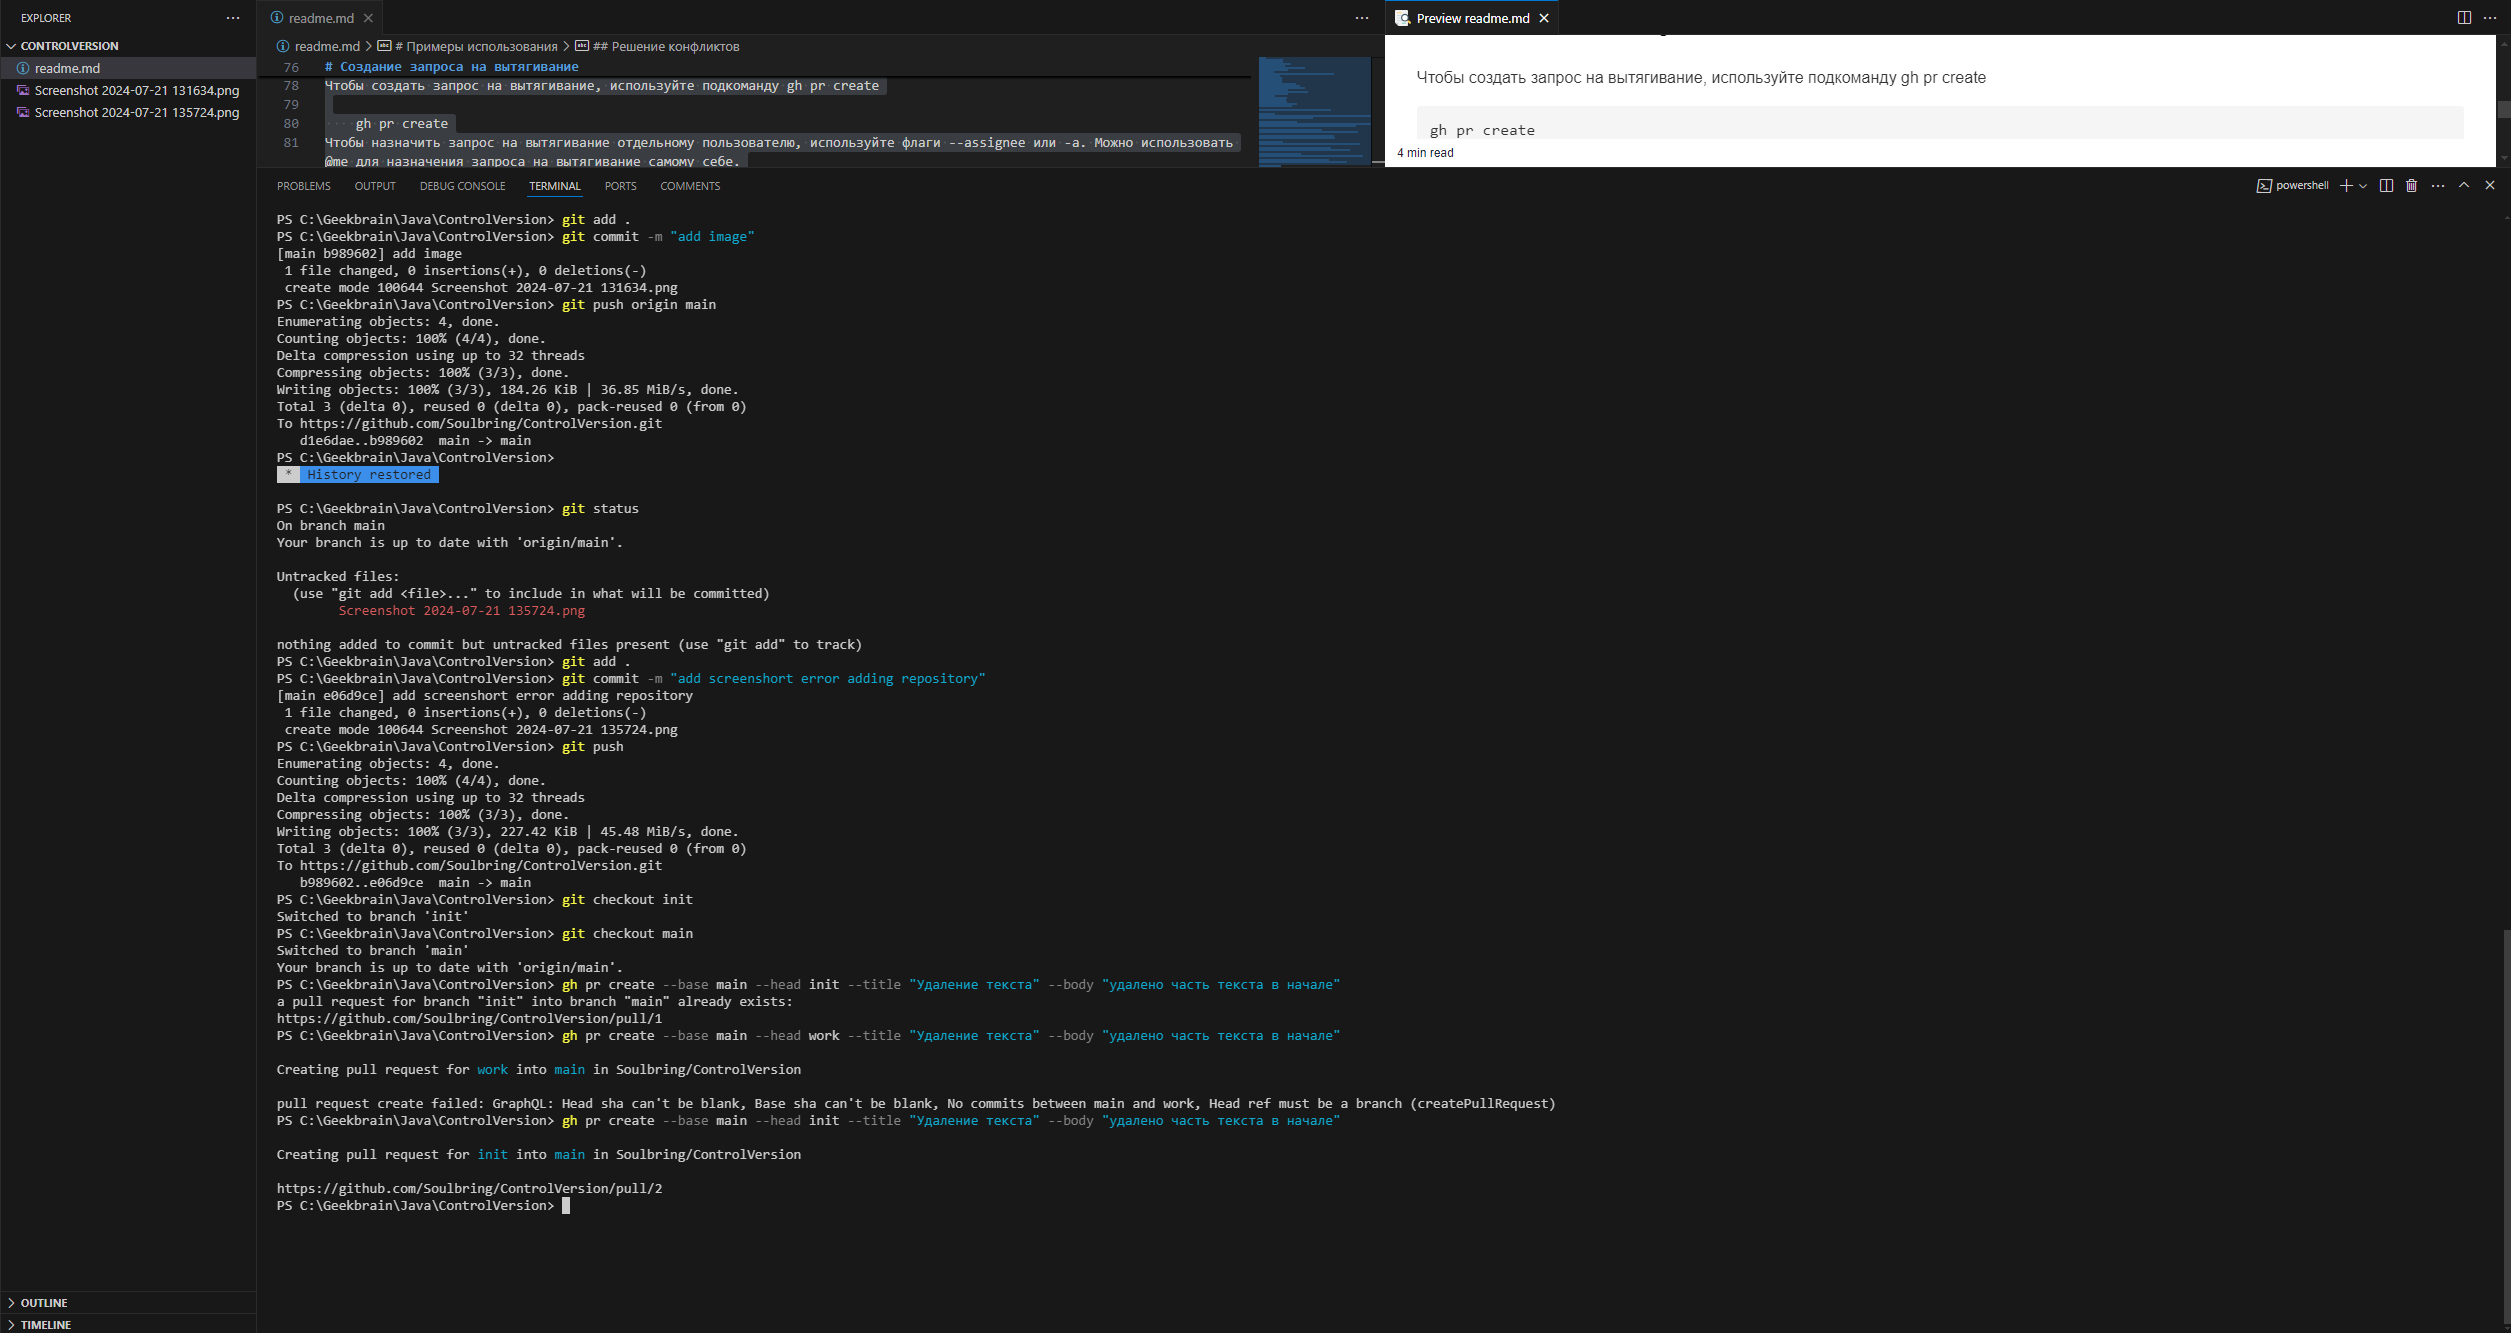 EXPLORER
CONTROLVERSION
readme.md
Screenshot 2024-07-21 131634.png
Screenshot 2024-07-21 135724.png
OUTLINE
TIMELINE
readme.md
readme.md > # Примеры использования > ## Решение конфликтов
76 # Создание запроса на вытягивание
78 Чтобы создать запрос на вытягивание, используйте подкоманду gh pr create
79
80 gh pr create
81 Чтобы назначить запрос на вытягивание отдельному пользователю, используйте флаги --assignee или -a. Можно использовать
@me для назначения запроса на вытягивание самому себе.
Preview readme.md
Чтобы создать запрос на вытягивание, используйте подкоманду gh pr create
gh pr create
4 min read
PROBLEMS OUTPUT DEBUG CONSOLE TERMINAL PORTS COMMENTS
powershell
PS C:\Geekbrain\Java\ControlVersion> git add .
PS C:\Geekbrain\Java\ControlVersion> git commit -m "add image"
[main b989602] add image
1 file changed, 0 insertions(+), 0 deletions(-)
create mode 100644 Screenshot 2024-07-21 131634.png
PS C:\Geekbrain\Java\ControlVersion> git push origin main
Enumerating objects: 4, done.
Counting objects: 100% (4/4), done.
Delta compression using up to 32 threads
Compressing objects: 100% (3/3), done.
Writing objects: 100% (3/3), 184.26 KiB | 36.85 MiB/s, done.
Total 3 (delta 0), reused 0 (delta 0), pack-reused 0 (from 0)
To https://github.com/Soulbring/ControlVersion.git
d1e6dae..b989602 main -> main
PS C:\Geekbrain\Java\ControlVersion>
* History restored
PS C:\Geekbrain\Java\ControlVersion> git status
On branch main
Your branch is up to date with 'origin/main'.
Untracked files:
(use "git add <file>..." to include in what will be committed)
Screenshot 2024-07-21 135724.png
nothing added to commit but untracked files present (use "git add" to track)
PS C:\Geekbrain\Java\ControlVersion> git add .
PS C:\Geekbrain\Java\ControlVersion> git commit -m "add screenshort error adding repository"
[main e06d9ce] add screenshort error adding repository
1 file changed, 0 insertions(+), 0 deletions(-)
create mode 100644 Screenshot 2024-07-21 135724.png
PS C:\Geekbrain\Java\ControlVersion> git push
Enumerating objects: 4, done.
Counting objects: 100% (4/4), done.
Delta compression using up to 32 threads
Compressing objects: 100% (3/3), done.
Writing objects: 100% (3/3), 227.42 KiB | 45.48 MiB/s, done.
Total 3 (delta 0), reused 0 (delta 0), pack-reused 0 (from 0)
To https://github.com/Soulbring/ControlVersion.git
b989602..e06d9ce main -> main
PS C:\Geekbrain\Java\ControlVersion> git checkout init
Switched to branch 'init'
PS C:\Geekbrain\Java\ControlVersion> git checkout main
Switched to branch 'main'
Your branch is up to date with 'origin/main'.
PS C:\Geekbrain\Java\ControlVersion> gh pr create --base main --head init --title "Удаление текста" --body "удалено часть текста в начале"
a pull request for branch "init" into branch "main" already exists:
https://github.com/Soulbring/ControlVersion/pull/1
PS C:\Geekbrain\Java\ControlVersion> gh pr create --base main --head work --title "Удаление текста" --body "удалено часть текста в начале"
Creating pull request for work into main in Soulbring/ControlVersion
pull request create failed: GraphQL: Head sha can't be blank, Base sha can't be blank, No commits between main and work, Head ref must be a branch (createPullRequest)
PS C:\Geekbrain\Java\ControlVersion> gh pr create --base main --head init --title "Удаление текста" --body "удалено часть текста в начале"
Creating pull request for init into main in Soulbring/ControlVersion
https://github.com/Soulbring/ControlVersion/pull/2
PS C:\Geekbrain\Java\ControlVersion>